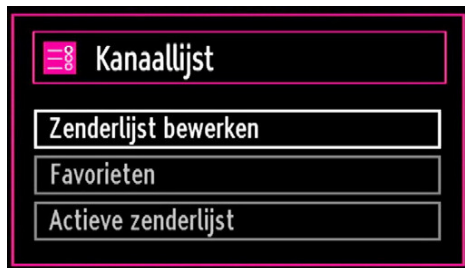 Kanaallijst
Zenderlijst bewerken
Favorieten
Actieve zenderlijst